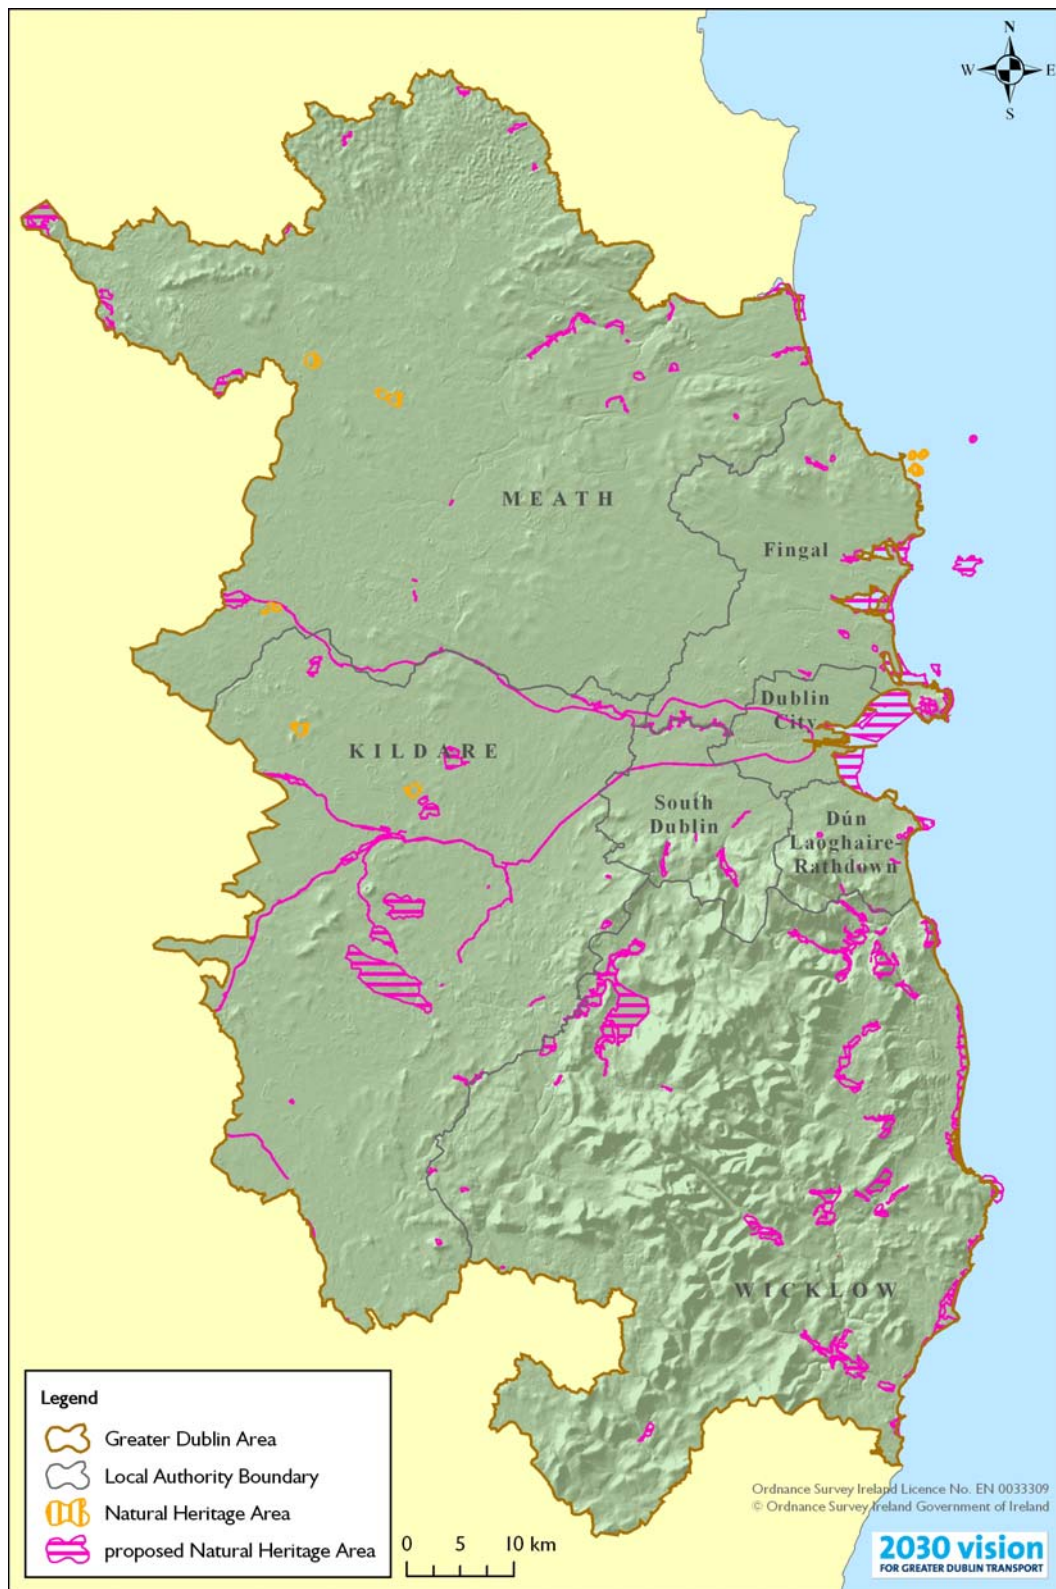 N
W E
S
MEATH
Fingal
Dublin
City
KILDARE
South
Dublin
Dún
Laoghaire-
Rathdown
WICKLOW
Legend
Greater Dublin Area
Local Authority Boundary
Natural Heritage Area
proposed Natural Heritage Area
0 5 10 km
Ordnance Survey Ireland Licence No. EN 0033309
© Ordnance Survey Ireland Government of Ireland
2030 vision
FOR GREATER DUBLIN TRANSPORT